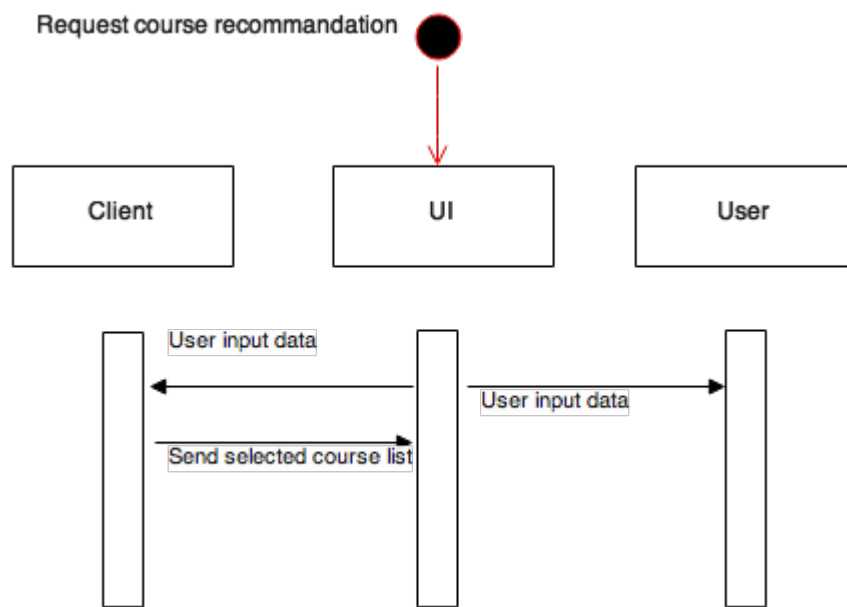 Request course recommandation
Client
UI
User
User input data
User input data
Send selected course list